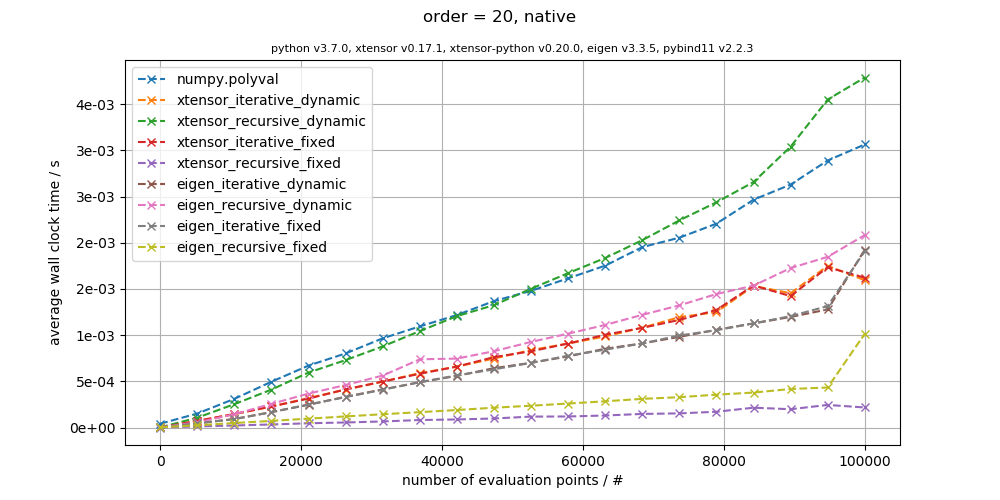 order = 20, native
python v3.7.0, xtensor v0.17.1, xtensor-python v0.20.0, eigen v3.3.5, pybind11 v2.2.3
numpy.polyval
xtensor_iterative_dynamic
xtensor_recursive_dynamic
xtensor_iterative_fixed
xtensor_recursive_fixed
eigen_iterative_dynamic
eigen_recursive_dynamic
eigen_iterative_fixed
eigen_recursive_fixed
average wall clock time / s
4e-03
3e-03
3e-03
2e-03
2e-03
1e-03
5e-04
0e+00
0 20000 40000 60000 80000 100000
number of evaluation points / #